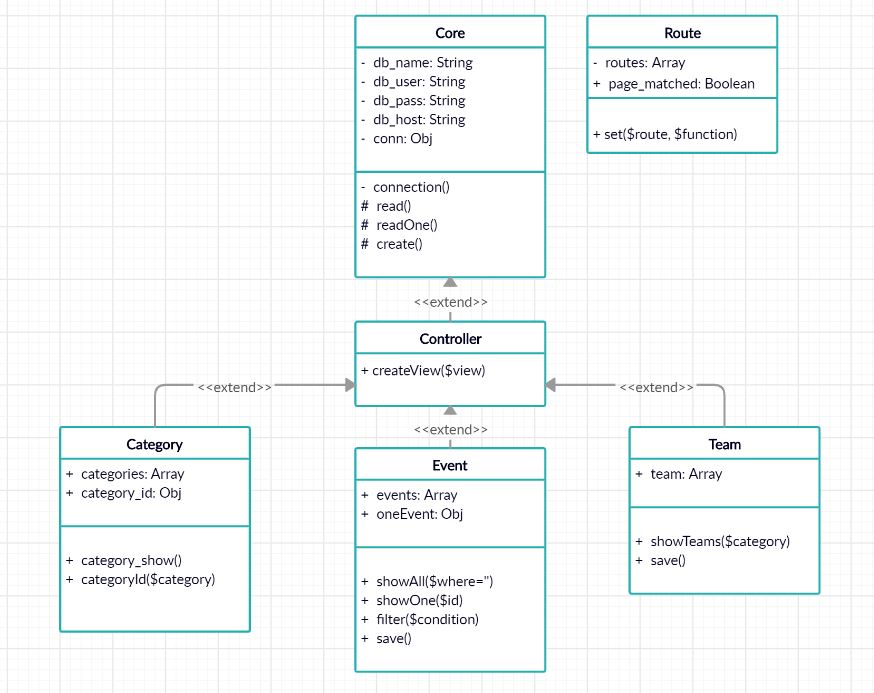 Core
- db_name: String
- db_user: String
- db_pass: String
- db_host: String
- conn: Obj
- connection()
# read()
# readOne()
# create()
Route
- routes: Array
+ page_matched: Boolean
+ set($route, $function)
<<extend>>
Controller
+ createView($view)
<<extend>>
<<extend>>
<<extend>>
Category
+ categories: Array
+ category_id: Obj
+ category_show()
+ categoryId($category)
Event
+ events: Array
+ oneEvent: Obj
+ showAll($where='')
+ showOne($id)
+ filter($condition)
+ save()
Team
+ team: Array
+ showTeams($category)
+ save()